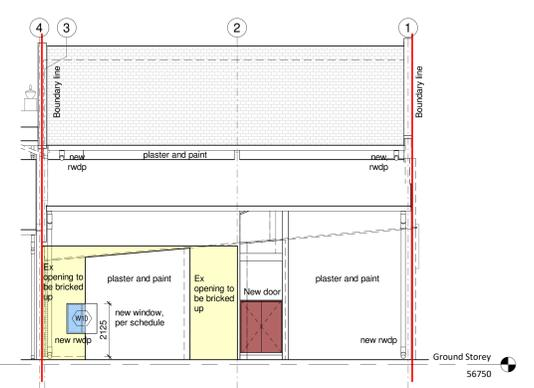 4
3
2
1
Boundary line
Boundary line
new
rwdp
plaster and paint
new
rwdp
Ex
opening to
be bricked
up
plaster and paint
Ex
opening to
be bricked
up
New door
plaster and paint
W10
new window,
per schedule
2125
new rwdp
new rwdp
Ground Storey
56750